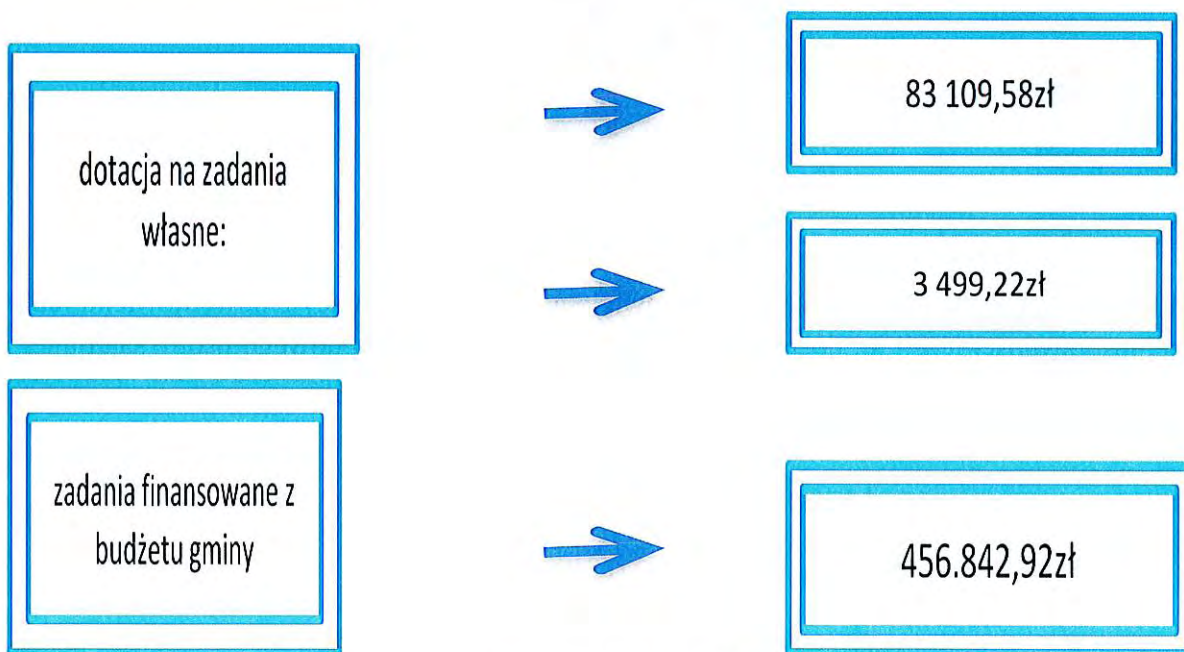 dotacja na zadania
własne:
83 109,58zł
3 499,22zł
zadania finansowane z
budżetu gminy
456.842,92zł